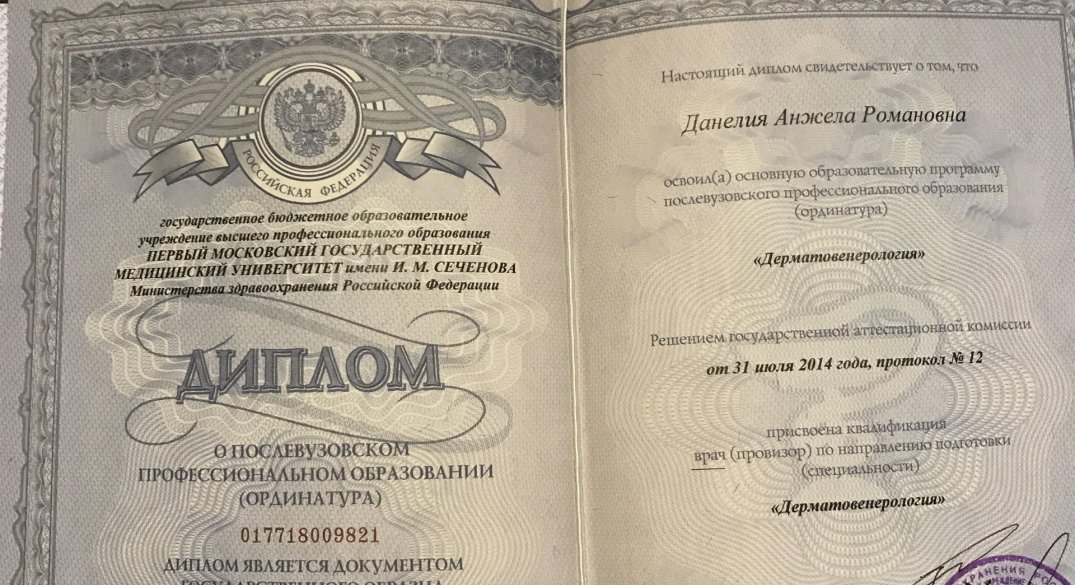 РОССИЙСКАЯ ФЕДЕРАЦИЯ
государственное бюджетное образовательное
учреждение высшего профессионального образования
ПЕРВЫЙ МОСКОВСКИЙ ГОСУДАРСТВЕННЫЙ
МЕДИЦИНСКИЙ УНИВЕРСИТЕТ имени И. М. СЕЧЕНОВА
Министерства здравоохранения Российской Федерации
ДИПЛОМ
О ПОСЛЕВУЗОВСКОМ
ПРОФЕССИОНАЛЬНОМ ОБРАЗОВАНИИ
(ОРДИНАТУРА)
017718009821
ДИПЛОМ ЯВЛЯЕТСЯ ДОКУМЕНТОМ
ГОСУДАРСТВЕННОГО ОБРАЗЦА
Настоящий диплом свидетельствует о том, что
Данелия Анжела Романовна
освоил(а) основную образовательную программу
послевузовского профессионального образования
(ординатура)
«Дерматовенерология»
Решением государственной аттестационной комиссии
от 31 июля 2014 года, протокол № 12
присвоена квалификация
врач (провизор) по направлению подготовки
(специальности)
«Дерматовенерология»